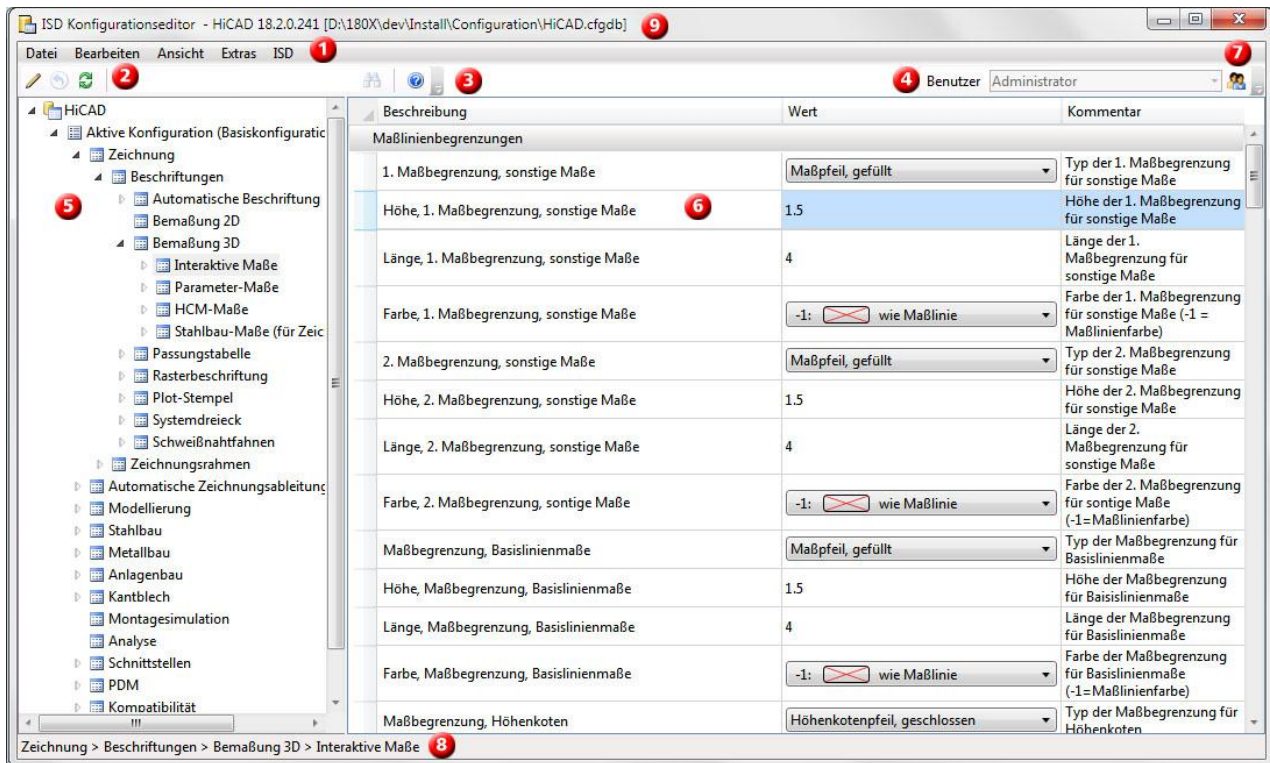 ISD Konfigurationseditor - HiCAD 18.2.0.241 [D:\180X\dev\Install\Configuration\HiCAD.cfgdb] 9
Datei Bearbeiten Ansicht Extras ISD 1 7
2 3 4 Benutzer Administrator
HiCAD
Aktive Konfiguration (Basiskonfiguratic
Zeichnung
Beschriftungen
5 Automatische Beschriftung
Bemaßung 2D
Bemaßung 3D
Interaktive Maße
Parameter-Maße
HCM-Maße
Stahlbau-Maße (für Zeic
Passungstabelle
Rasterbeschriftung
Plot-Stempel
Systemdreieck
Schweißnahtfahnen
Zeichnungsrahmen
Automatische Zeichnungsableitung
Modellierung
Stahlbau
Metallbau
Anlagenbau
Kantblech
Montagesimulation
Analyse
Schnittstellen
PDM
Kompatibilität
Beschreibung Wert Kommentar
Maßlinienbegrenzungen
1. Maßbegrenzung, sonstige Maße Maßpfeil, gefüllt Typ der 1. Maßbegrenzung
für sonstige Maße
Höhe, 1. Maßbegrenzung, sonstige Maße 6 1.5 Höhe der 1. Maßbegrenzung
für sonstige Maße
Länge, 1. Maßbegrenzung, sonstige Maße 4 Länge der 1.
Maßbegrenzung für
sonstige Maße
Farbe, 1. Maßbegrenzung, sonstige Maße -1: wie Maßlinie Farbe der 1. Maßbegrenzung
für sonstige Maße (-1 =
Maßlinienfarbe)
2. Maßbegrenzung, sonstige Maße Maßpfeil, gefüllt Typ der 2. Maßbegrenzung
für sonstige Maße
Höhe, 2. Maßbegrenzung, sonstige Maße 1.5 Höhe der 2. Maßbegrenzung
für sonstige Maße
Länge, 2. Maßbegrenzung, sonstige Maße 4 Länge der 2.
Maßbegrenzung für
sonstige Maße
Farbe, 2. Maßbegrenzung, sontige Maße -1: wie Maßlinie Farbe der 2. Maßbegrenzung
für sontige Maße
(-1=Maßlinienfarbe)
Maßbegrenzung, Basislinienmaße Maßpfeil, gefüllt Typ der Maßbegrenzung für
Basislinienmaße
Höhe, Maßbegrenzung, Basislinienmaße 1.5 Höhe der Maßbegrenzung
für Baisislinienmaße
Länge, Maßbegrenzung, Basislinienmaße 4 Länge der Maßbegrenzung
für Basislinienmaße
Farbe, Maßbegrenzung, Basislinienmaße -1: wie Maßlinie Farbe der Maßbegrenzung
für Basislinienmaße
(-1=Maßlinienfarbe)
Maßbegrenzung, Höhenkoten Höhenkotenpfeil, geschlossen Typ der Maßbegrenzung für
Höhenkoten
Zeichnung > Beschriftungen > Bemaßung 3D > Interaktive Maße 8